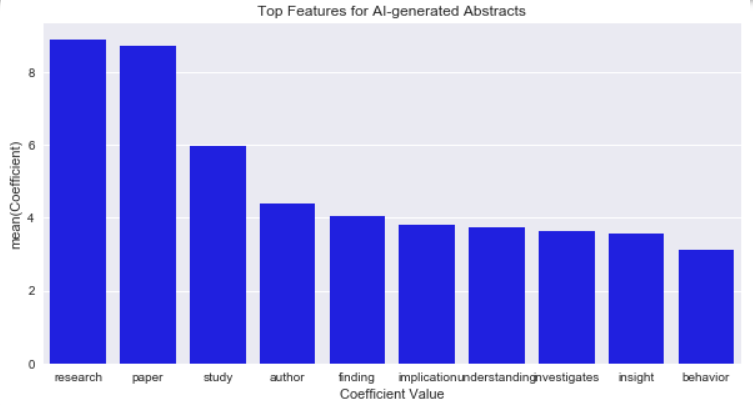 Top Features for AI-generated Abstracts
mean(Coefficient)
8
6
4
2
0
research paper study author finding implication understanding investigates insight behavior
Coefficient Value